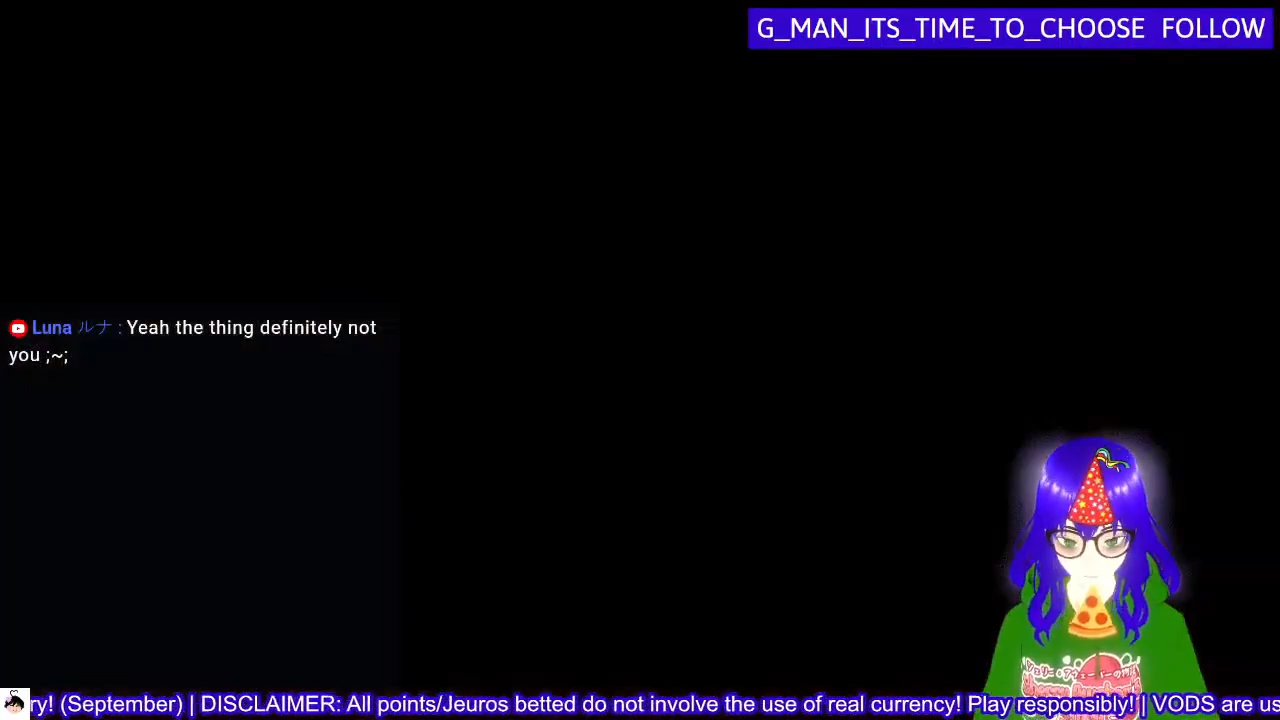 G_MAN_ITS_TIME_TO_CHOOSE FOLLOW
Luna ルナ : Yeah the thing definitely not
you ;~;
ry! (September) | DISCLAIMER: All points/Jeuros betted do not involve the use of real currency! Play responsibly! | VODS are us